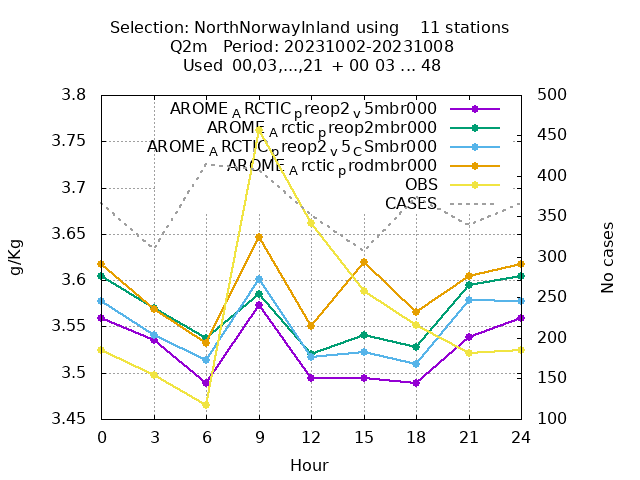 Selection: NorthNorwayInland using    11 stations
Q2m   Period: 20231002-20231008
Used  00,03,...,21  + 00 03 ... 48
3.8
3.75
3.7
3.65
3.6
3.55
3.5
3.45
500
450
400
350
300
250
200
150
100
0 3 6 9 12 15 18 21 24
g/Kg
No cases
Hour
AROME_ARCTIC_preop2_v5mbr000
AROME_Arctic_preop2mbr000
AROME_ARCTIC_preop2_v5_CSmbr000
AROME_Arctic_prodmbr000
OBS
CASES